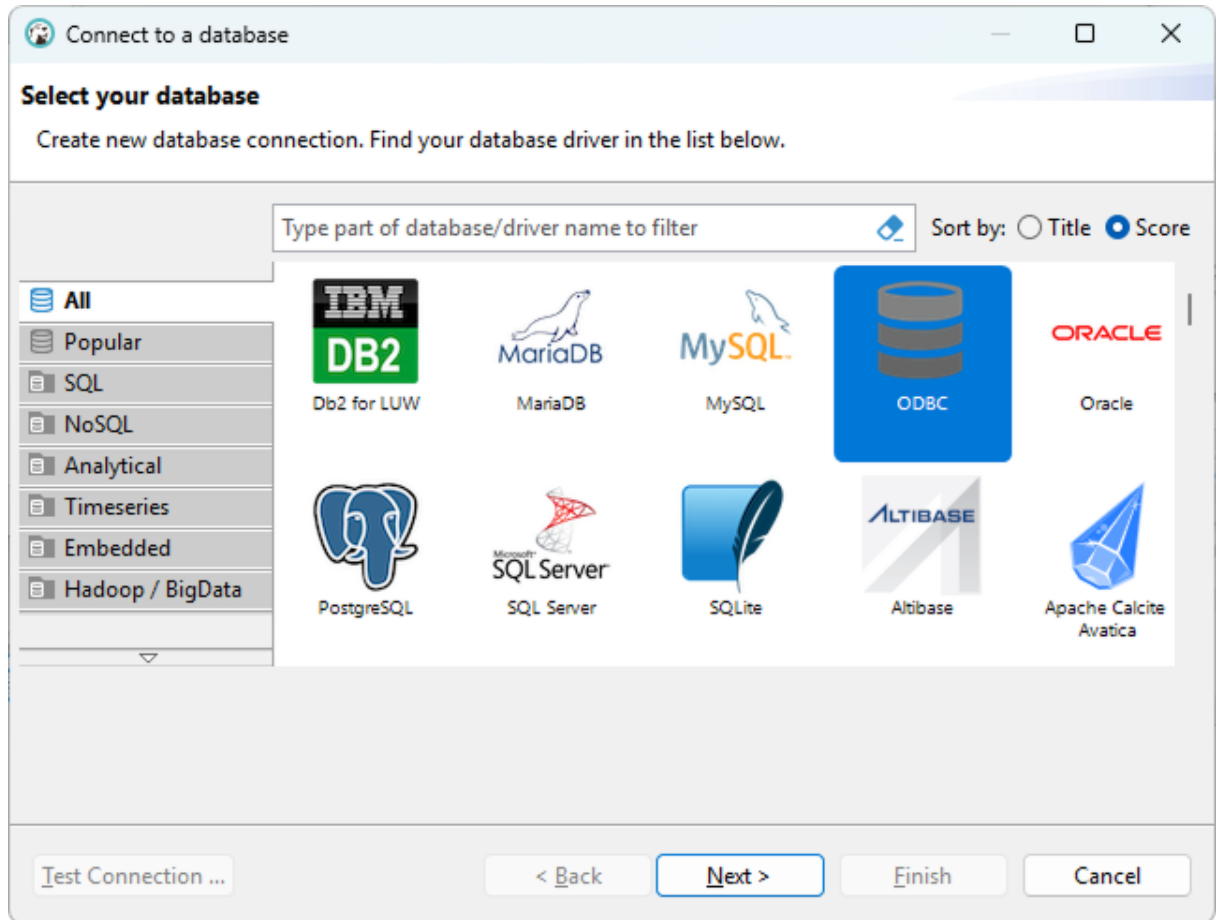 Connect to a database
Select your database
Create new database connection. Find your database driver in the list below.
Type part of database/driver name to filter
Sort by: Title Score
All
Popular
SQL
NoSQL
Analytical
Timeseries
Embedded
Hadoop / BigData
IBM
DB2
Db2 for LUW
MariaDB
MariaDB
MySQL
MySQL
ODBC
ORACLE
Oracle
PostgreSQL
Microsoft
SQL Server
SQL Server
SQLite
ALTIBASE
Altibase
Apache Calcite
Avatica
Test Connection ...
< Back
Next >
Finish
Cancel